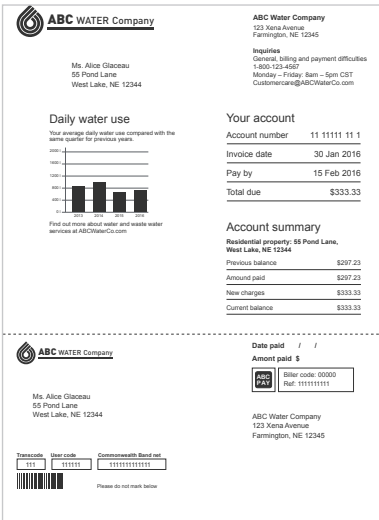 ABC WATER Company
ABC Water Company
123 Xena Avenue
Farmington, NE 12345
Inquiries
General, billing and payment difficulties
1-800-123-4567
Monday – Friday: 8am – 5pm CST
Customercare@ABCWaterCo.com
Ms. Alice Glaceau
55 Pond Lane
West Lake, NE 12344
Daily water use
Your average daily water use compared with the
same quarter for previous years.
2013 2014 2015 2016
Find out more about water and waste water
services at ABCWaterCo.com
Your account
Account number 11 11111 11 1
Invoice date 30 Jan 2016
Pay by 15 Feb 2016
Total due $333.33
Account summary
Residential property: 55 Pond Lane,
West Lake, NE 12344
Previous balance $297.23
Amound paid $297.23
New charges $333.33
Current balance $333.33
ABC WATER Company
Date paid / /
Amont paid $
ABC
PAY
Biller code: 00000
Ref: 1111111111
Ms. Alice Glaceau
55 Pond Lane
West Lake, NE 12344
ABC Water Company
123 Xena Avenue
Farmington, NE 12345
Transcode User code Commonwealth Band net
111 111111 1111111111111
Please do not mark below